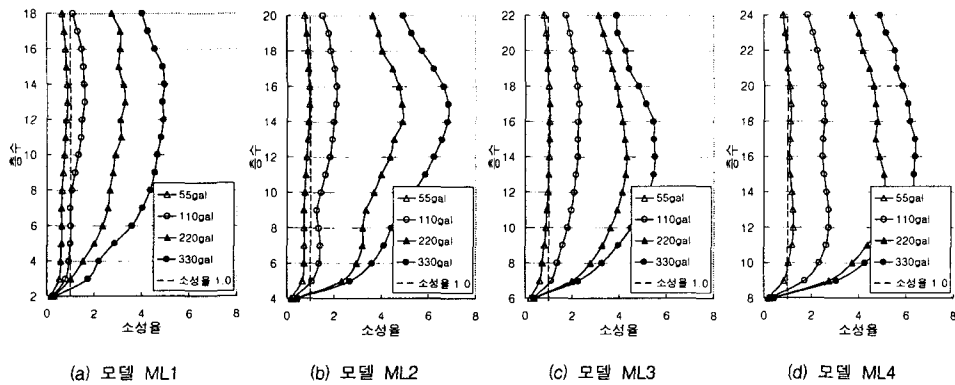 18
16
14
12
10
8
6
4
2
층수
0 2 4 6 8
소성율
55gal
110gal
220gal
330gal
소성율 1.0
(a) 모델 ML1
20
18
16
14
12
10
8
6
4
층수
0 2 4 6 8
소성율
55gal
110gal
220gal
330gal
소성율 1.0
(b) 모델 ML2
22
20
18
16
14
12
10
8
6
층수
0 2 4 6 8
소성율
55gal
110gal
220gal
330gal
소성율 1.0
(c) 모델 ML3
24
22
20
18
16
14
12
10
8
층수
0 2 4 6 8
소성율
55gal
110gal
220gal
330gal
소성율 1.0
(d) 모델 ML4